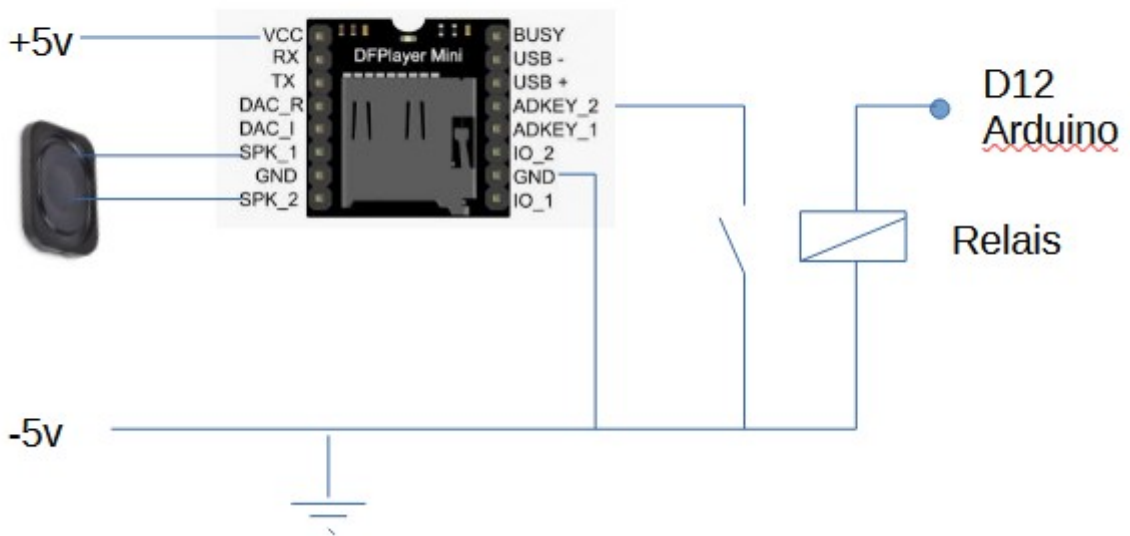 +5v
VCC
RX
TX
DAC_R
DAC_I
SPK_1
GND
SPK_2
DFPlayer Mini
BUSY
USB -
USB +
ADKEY_2
ADKEY_1
IO_2
GND
IO_1
D12
Arduino
Relais
-5v